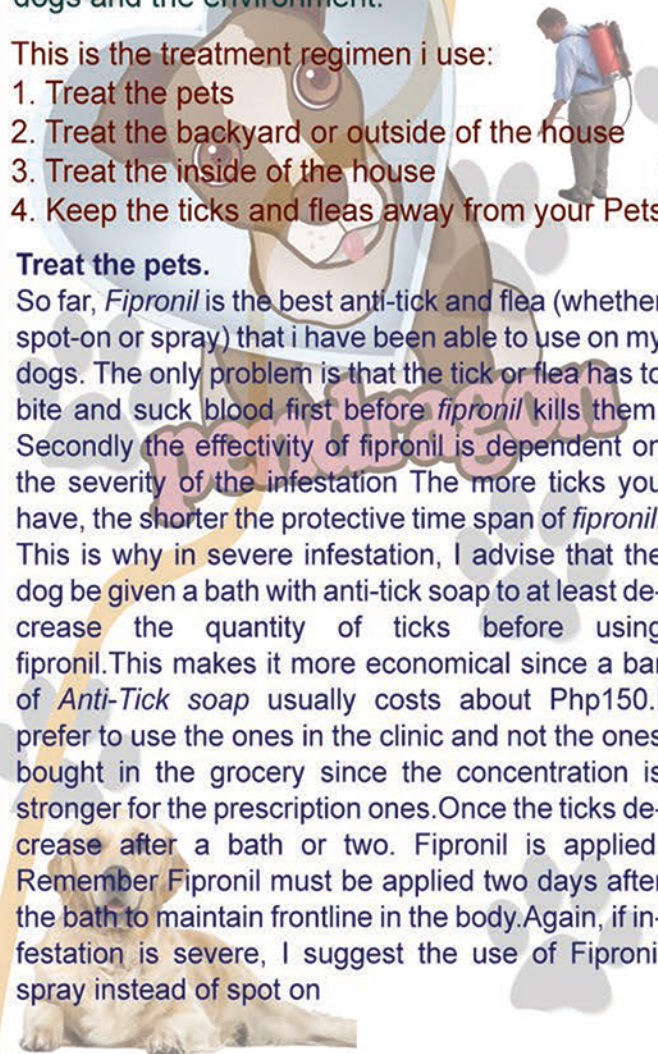 dogs and the environment.
This is the treatment regimen i use:
1. Treat the pets
2. Treat the backyard or outside of the house
3. Treat the inside of the house
4. Keep the ticks and fleas away from your Pets
Treat the pets.
So far, Fipronil is the best anti-tick and flea (whether
spot-on or spray) that i have been able to use on my
dogs. The only problem is that the tick or flea has to
bite and suck blood first before fipronil kills them.
Secondly the effectivity of fipronil is dependent on
the severity of the infestation The more ticks you
have, the shorter the protective time span of fipronil.
This is why in severe infestation, I advise that the
dog be given a bath with anti-tick soap to at least de-
crease the quantity of ticks before using
fipronil.This makes it more economical since a bar
of Anti-Tick soap usually costs about Php150.I
prefer to use the ones in the clinic and not the ones
bought in the grocery since the concentration is
stronger for the prescription ones.Once the ticks de-
crease after a bath or two. Fipronil is applied.
Remember Fipronil must be applied two days after
the bath to maintain frontline in the body.Again, if in-
festation is severe, I suggest the use of Fipronil
spray instead of spot on
pendragon